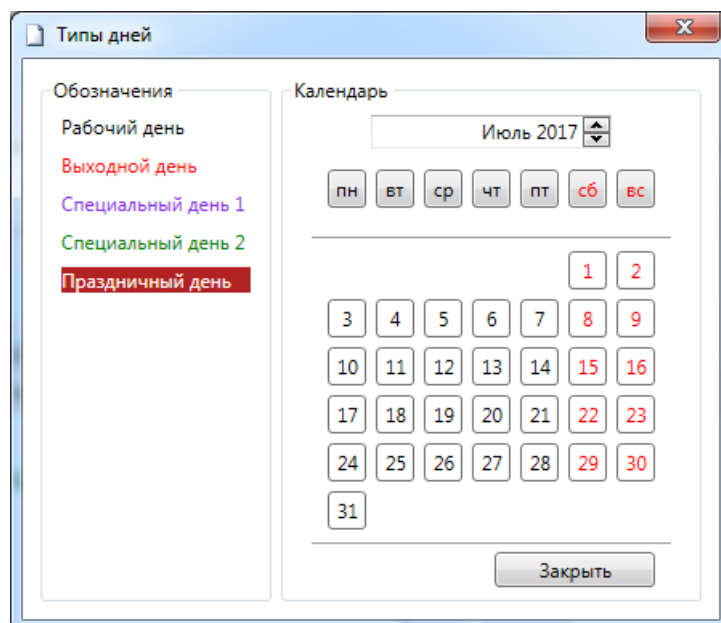 Типы дней
Обозначения
Рабочий день
Выходной день
Специальный день 1
Специальный день 2
Праздничный день
Календарь
Июль 2017
пн вт ср чт пт сб вс
1 2
3 4 5 6 7 8 9
10 11 12 13 14 15 16
17 18 19 20 21 22 23
24 25 26 27 28 29 30
31
Закрыть